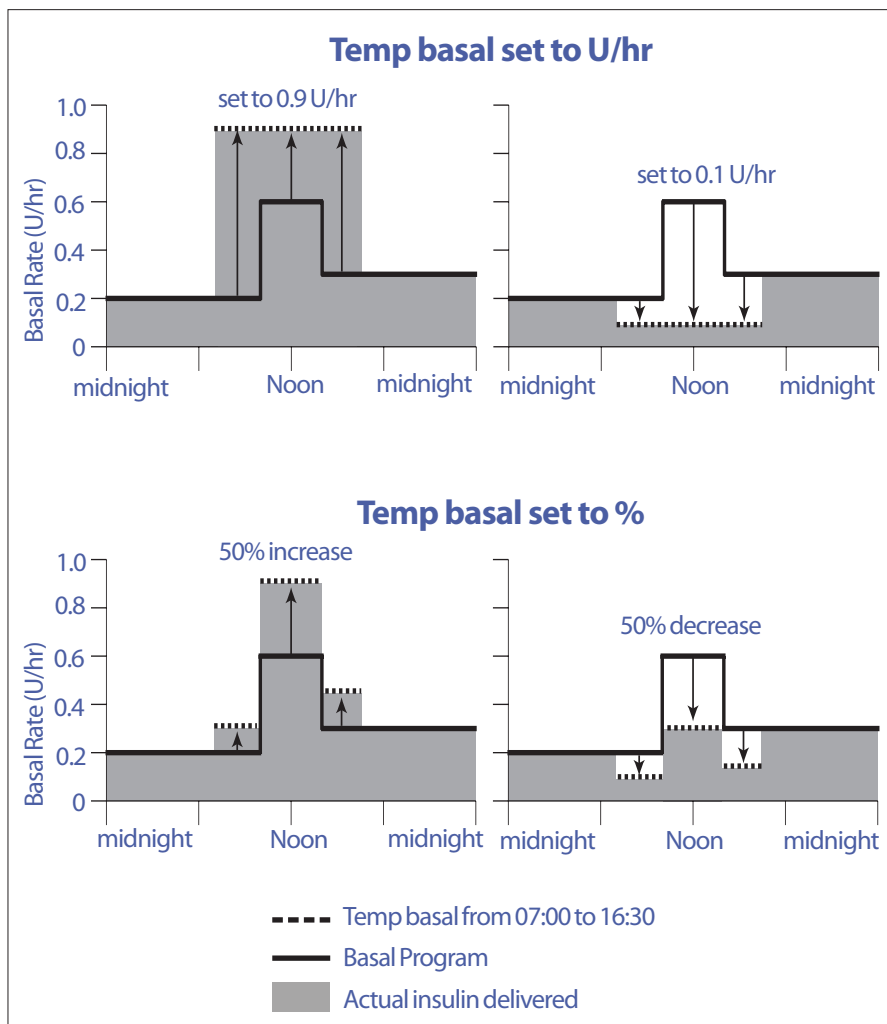 Temp basal set to U/hr
set to 0.9 U/hr
1.0
0.8
0.6
0.4
0.2
0
Basal Rate (U/hr)
midnight
Noon
midnight
set to 0.1 U/hr
midnight
Noon
midnight
Temp basal set to %
50% increase
1.0
0.8
0.6
0.4
0.2
0
Basal Rate (U/hr)
midnight
Noon
midnight
50% decrease
midnight
Noon
midnight
Temp basal from 07:00 to 16:30
Basal Program
Actual insulin delivered